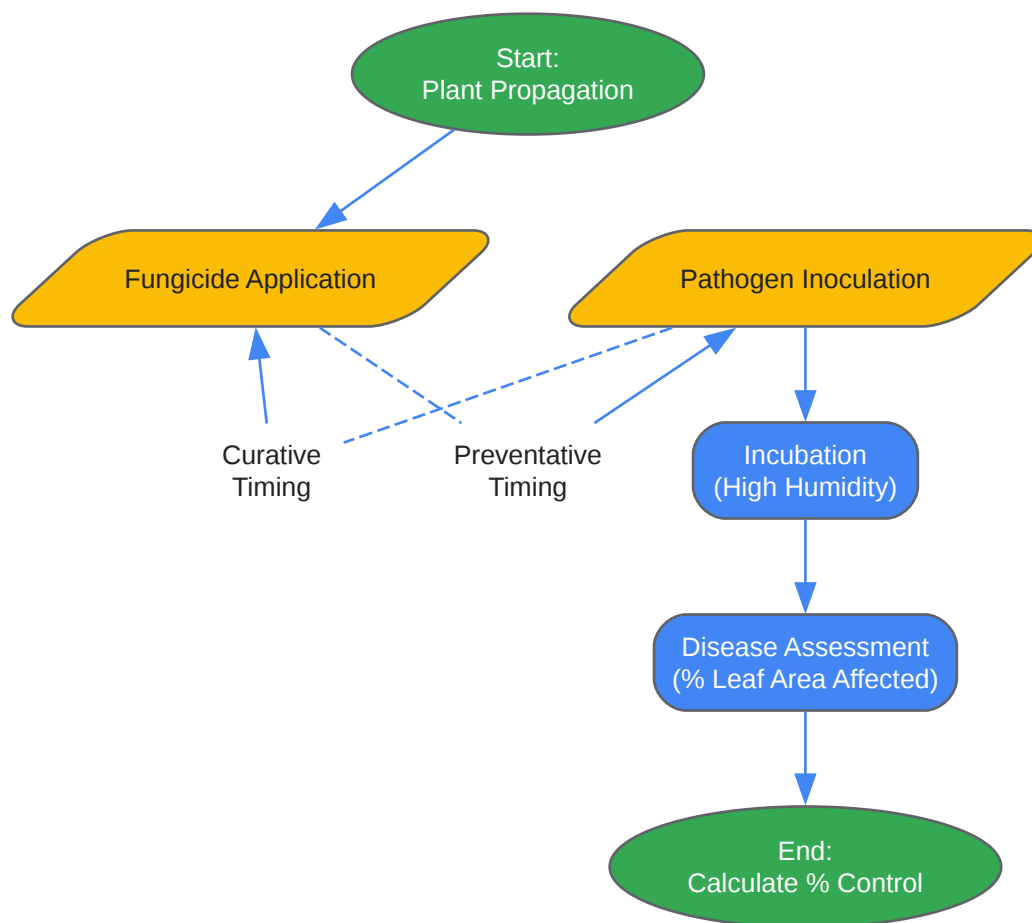 Start:
Plant Propagation
Fungicide Application
Pathogen Inoculation
Curative
Timing
Preventative
Timing
Incubation
(High Humidity)
Disease Assessment
(% Leaf Area Affected)
End:
Calculate % Control